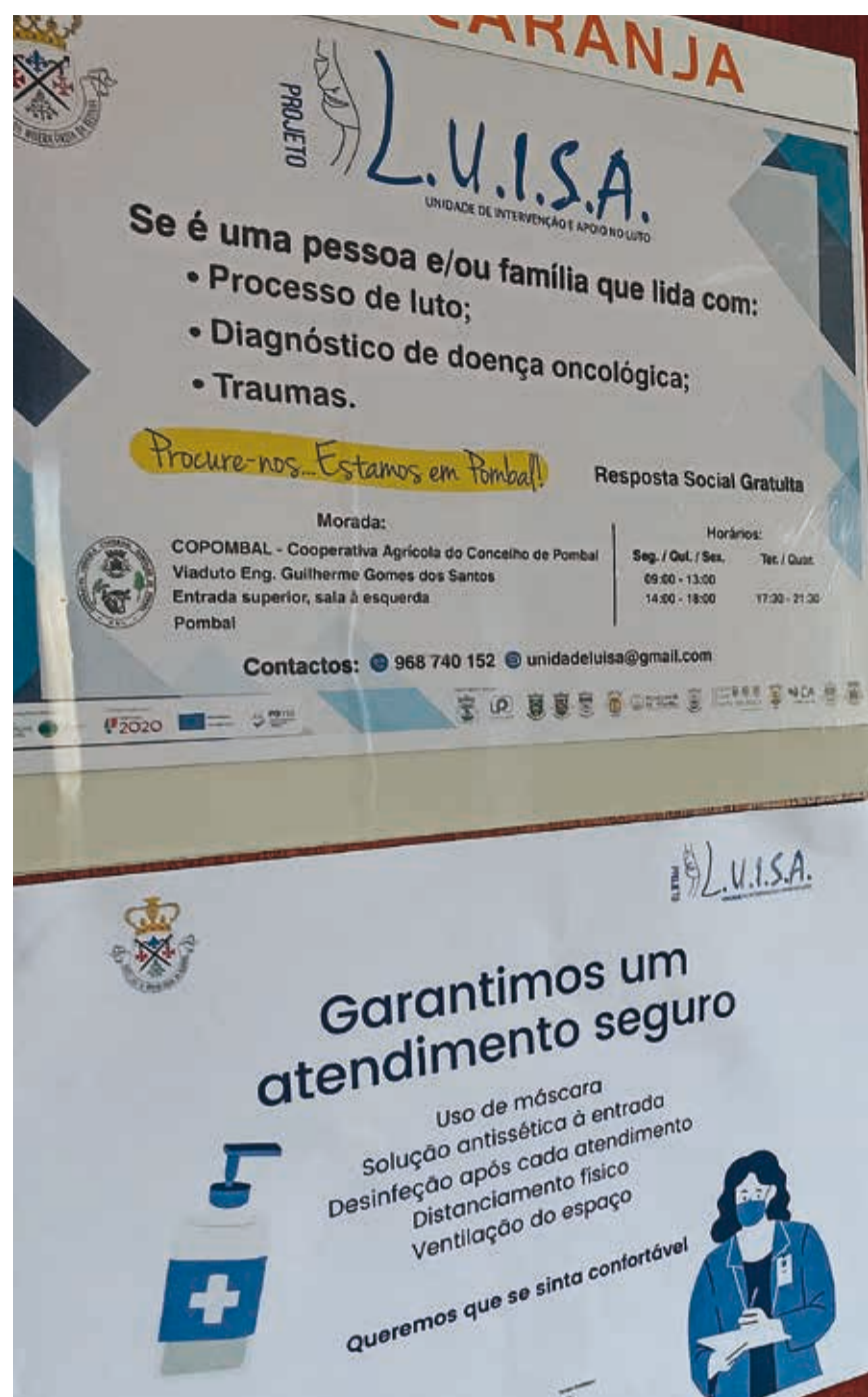 LARANJA
PROJETO
L.U.I.S.A.
UNIDADE DE INTERVENÇÃO E APOIO NO LUTO
Se é uma pessoa e/ou família que lida com:
• Processo de luto;
• Diagnóstico de doença oncológica;
• Traumas.
Procure-nos...Estamos em Pombal!
Resposta Social Gratuita
Morada:
COPOMBAL - Cooperativa Agrícola do Concelho de Pombal
Viaduto Eng. Guilherme Gomes dos Santos
Entrada superior, sala à esquerda
Pombal
Horários:
Seg. / Qui. / Sex.
09:00 - 13:00
14:00 - 18:00
Ter. / Quar.
17:30 - 21:30
Contactos: 968 740 152 unidadeluisa@gmail.com
2020
PROJETO
L.U.I.S.A.
Garantimos um
atendimento seguro
Uso de máscara
Solução antissética à entrada
Desinfeção após cada atendimento
Distanciamento físico
Ventilação do espaço
Queremos que se sinta confortável